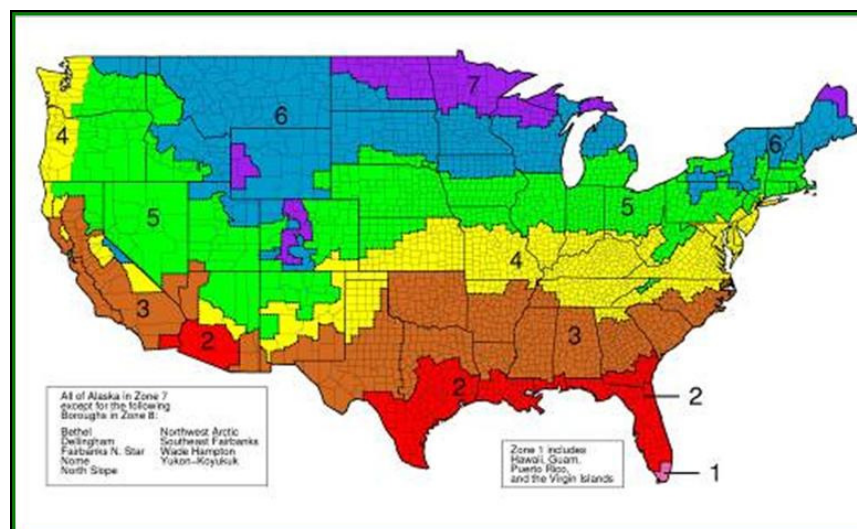 7
6
6
4
5
5
4
3
3
2
2
2
1
All of Alaska in Zone 7
except for the following
Boroughs in Zone 8:
Bethel Northwest Arctic
Dellingham Southeast Fairbanks
Fairbanks N. Star Wade Hampton
Nome Yukon-Koyukuk
North Slope
Zone 1 includes
Hawaii, Guam,
Puerto Rico,
and the Virgin Islands